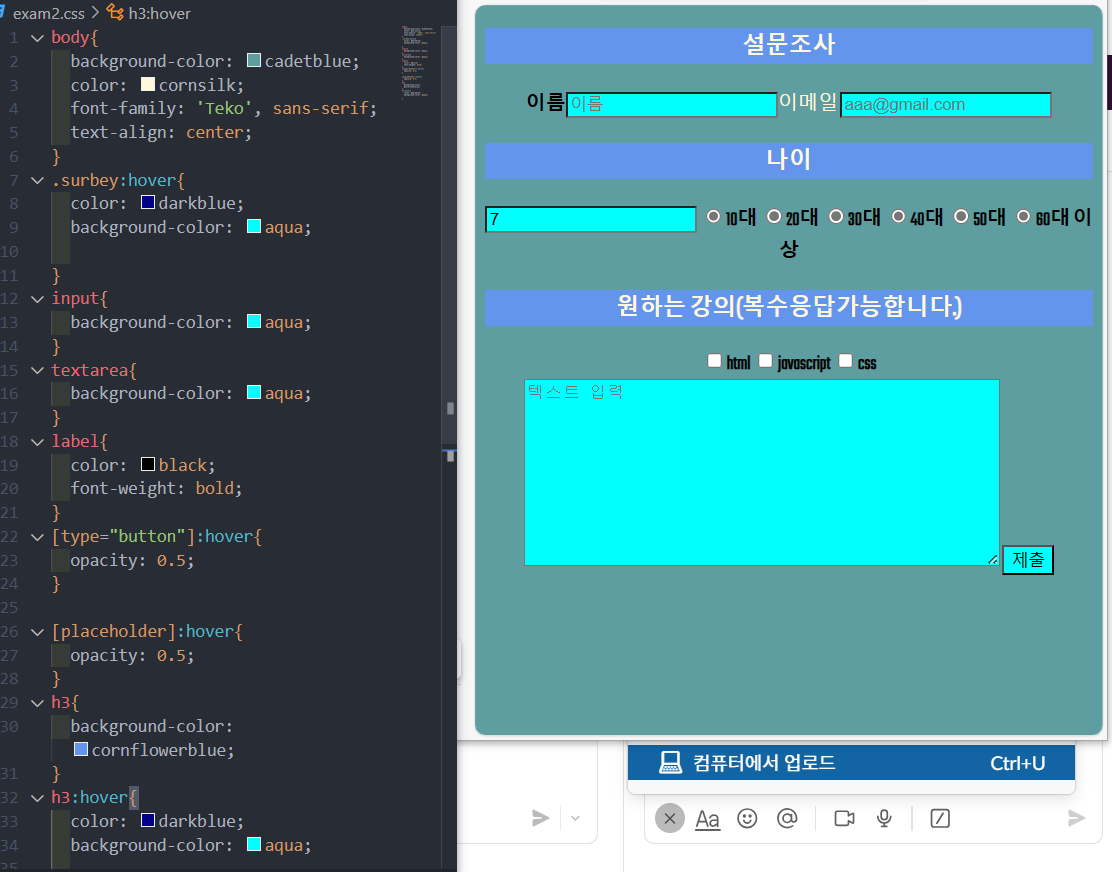 exam2.css > h3:hover
1 body{
2 background-color: cadetblue;
3 color: cornsilk;
4 font-family: 'Teko', sans-serif;
5 text-align: center;
6 }
7 .surbey:hover{
8 color: darkblue;
9 background-color: aqua;
10
11 }
12 input{
13 background-color: aqua;
14 }
15 textarea{
16 background-color: aqua;
17 }
18 label{
19 color: black;
20 font-weight: bold;
21 }
22 [type="button"]:hover{
23 opacity: 0.5;
24 }
25
26 [placeholder]:hover{
27 opacity: 0.5;
28 }
29 h3{
30 background-color:
cornflowerblue;
31 }
32 h3:hover{
33 color: darkblue;
34 background-color: aqua;
35
설문조사
이름 이름 이메일 aaa@gmail.com
나이
7 10대 20대 30대 40대 50대 60대 이
상
원하는 강의(복수응답가능합니다.)
html javascript css
텍스트 입력
제출
컴퓨터에서 업로드 Ctrl+U
Aa